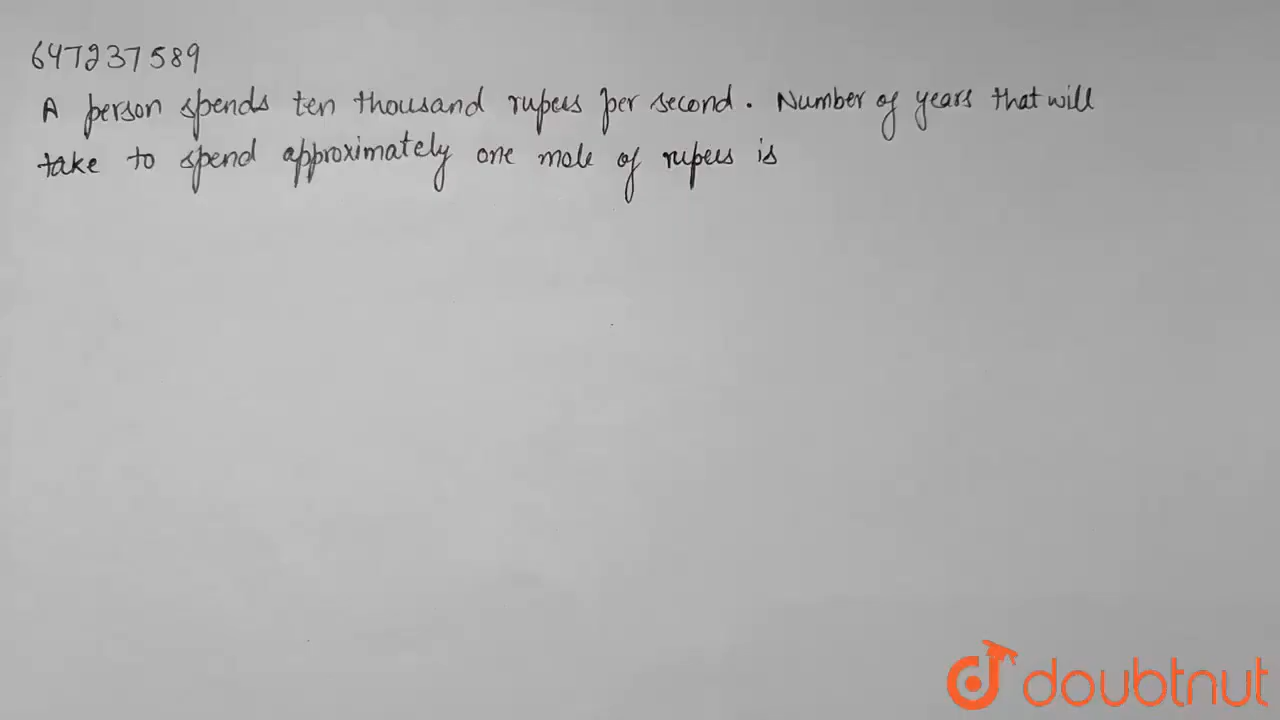 647237589
A person spends ten thousand rupees per second. Number of years that will
take to spend approximately one mole of rupees is
doubtnut